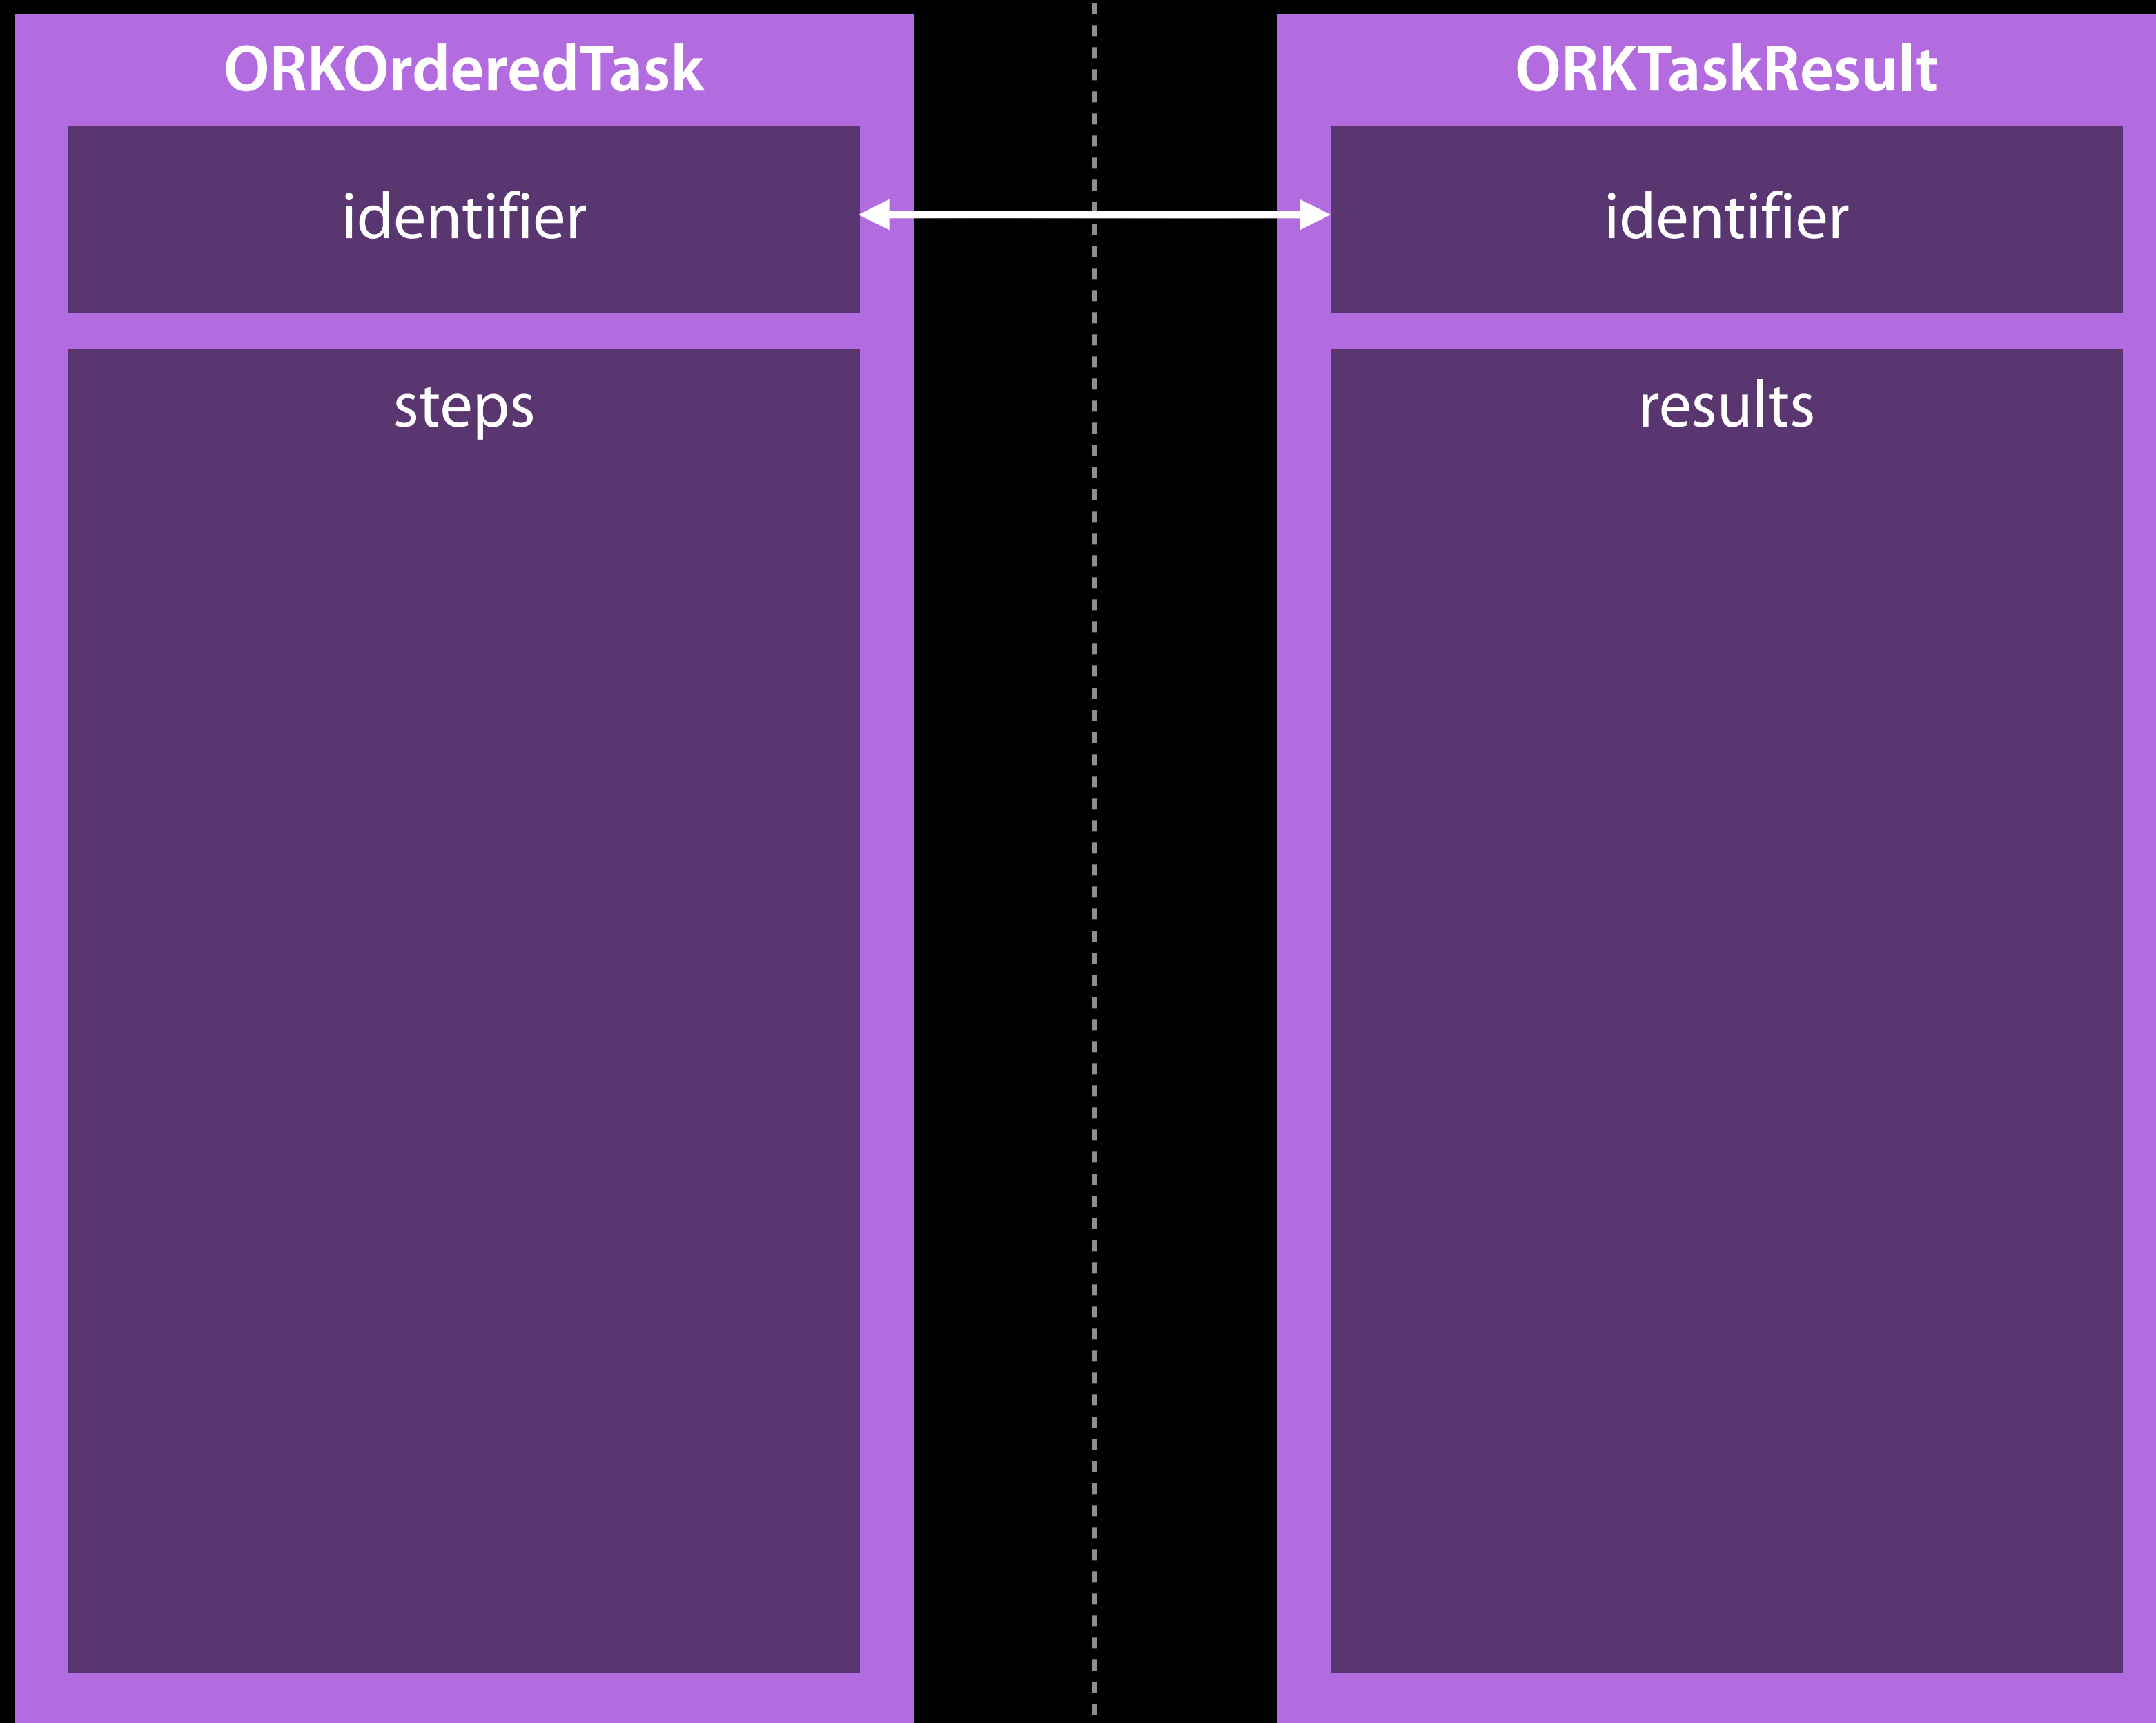 ORKOrderedTask
identifier
steps
ORKTaskResult
identifier
results